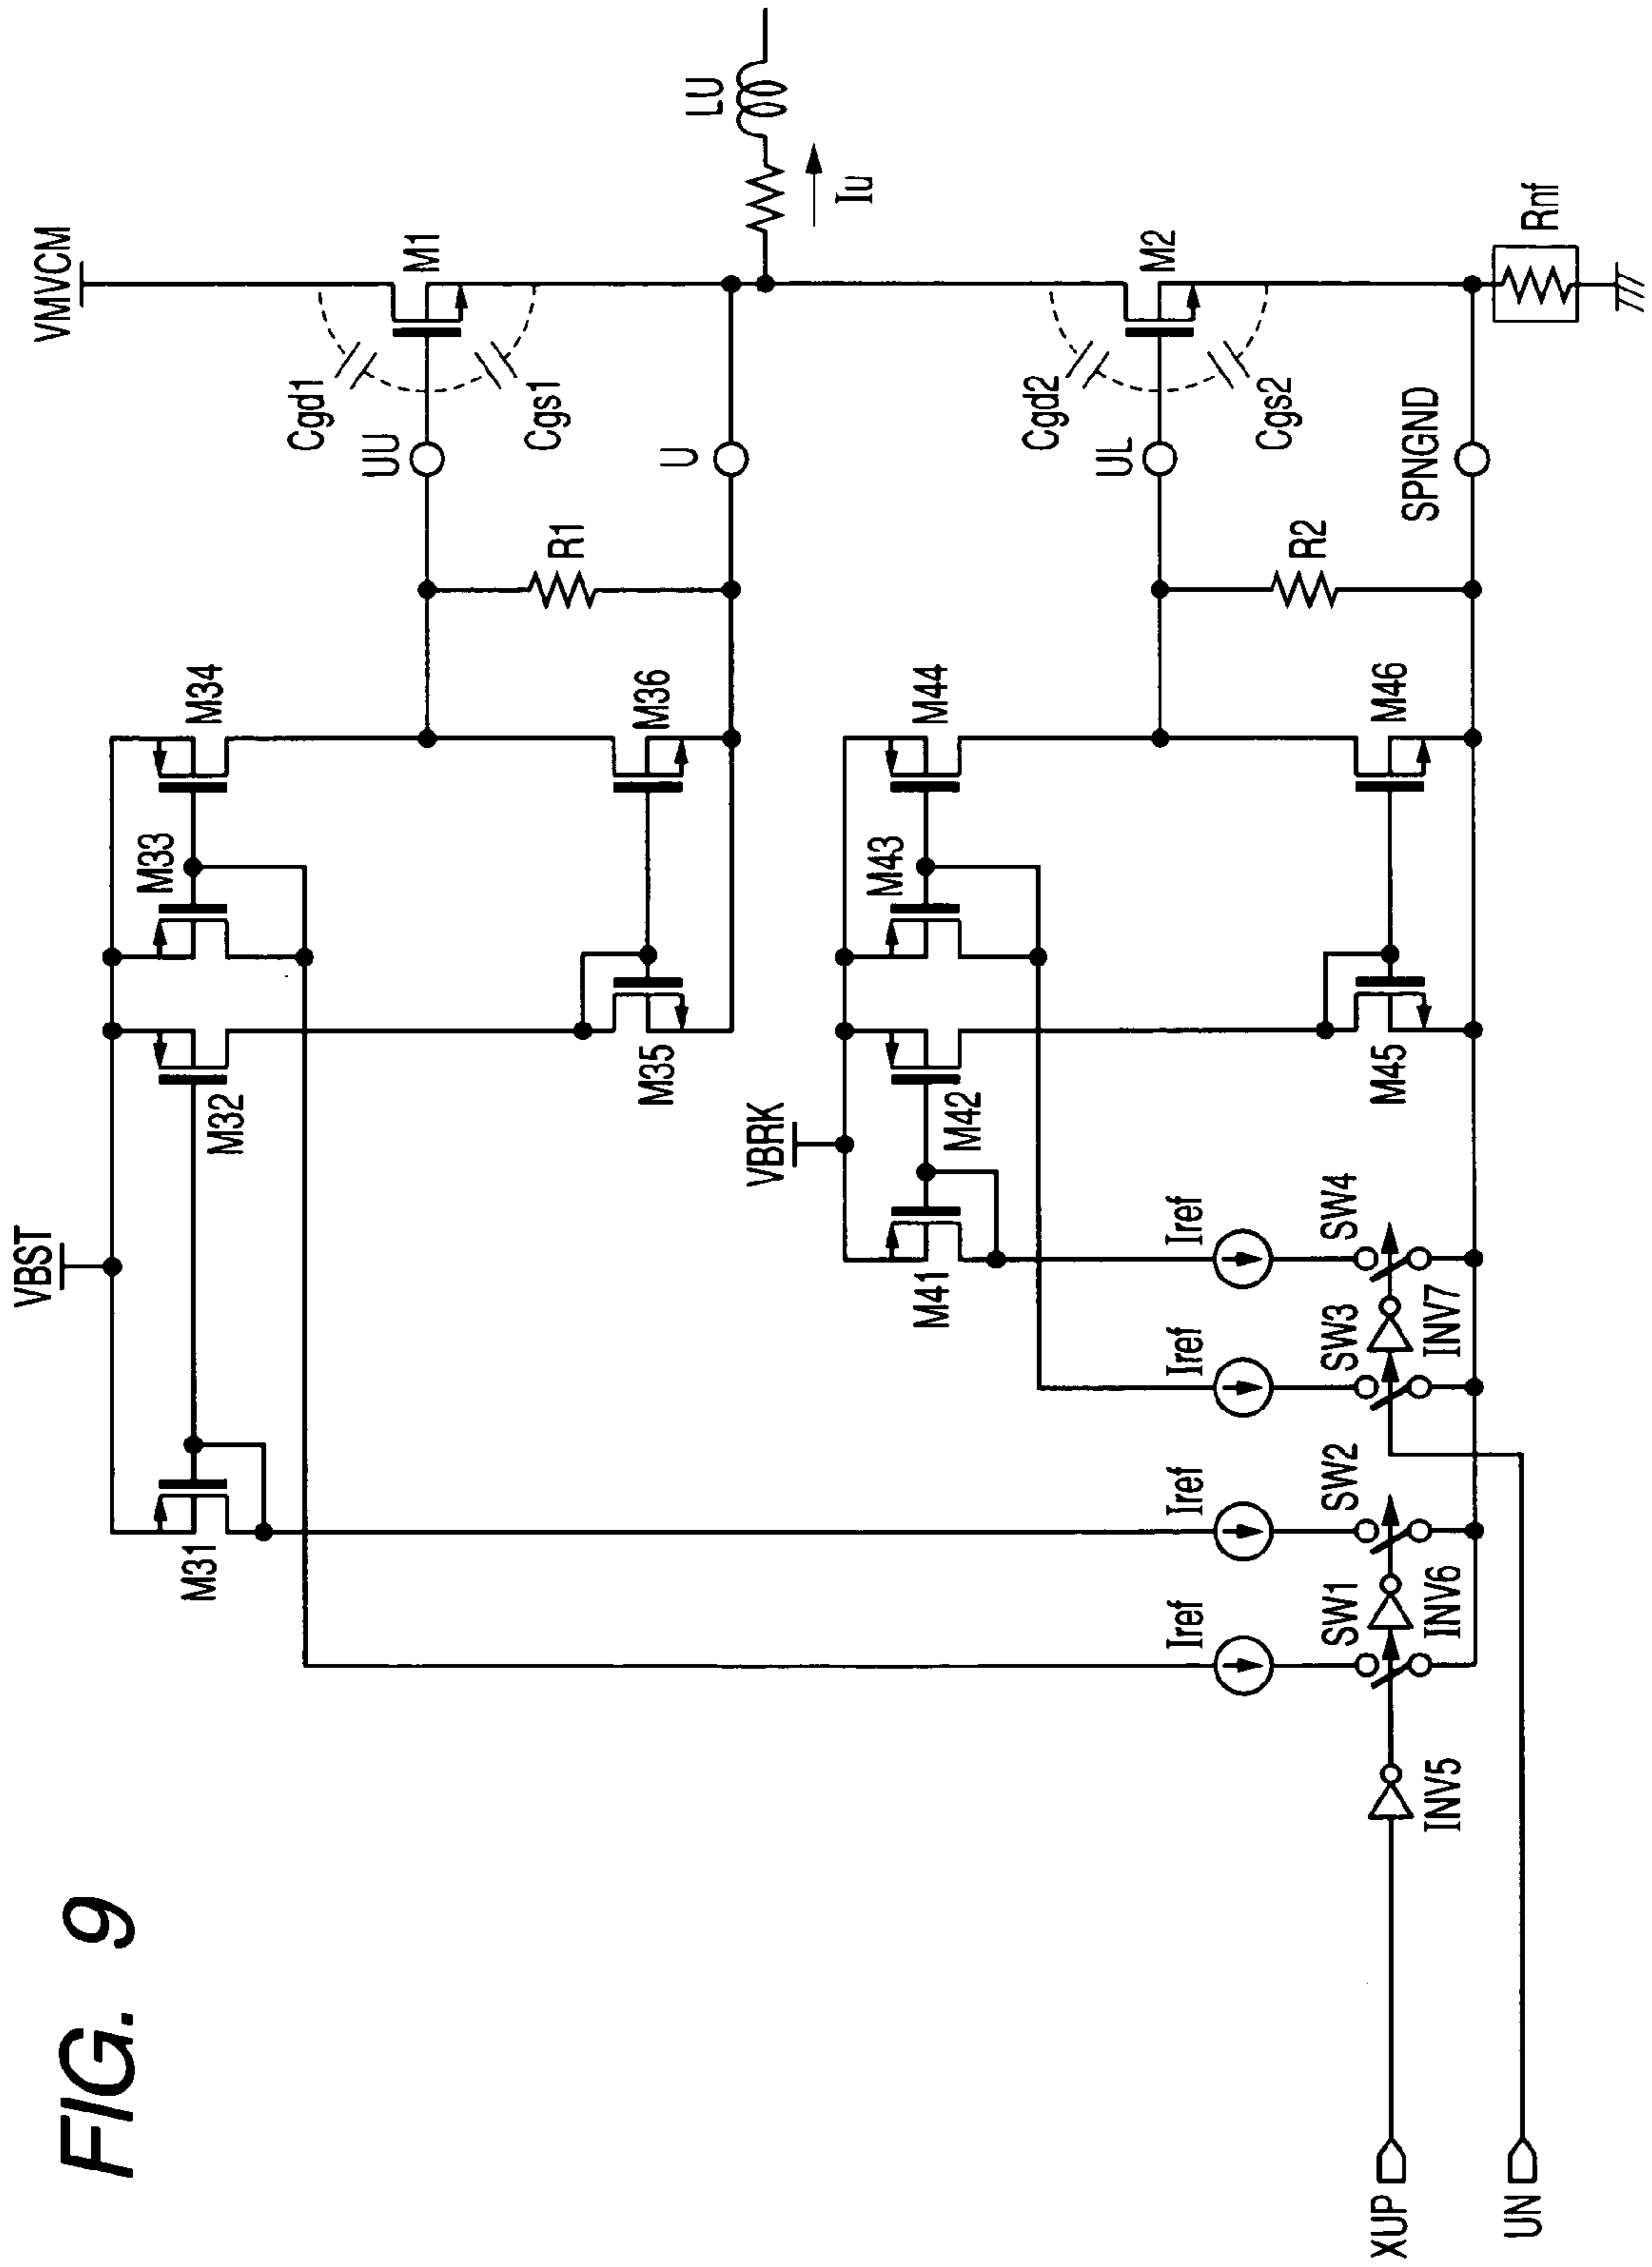 FIG. 9
VBST
VMVCM
M31
M32
M33
M34
M35
M36
R1
UU
U
Cgd1
Cgs1
M1
LU
Iu
VBRK
M41
M42
M43
M44
M45
M46
R2
UL
SPNGND
Cgd2
Cgs2
M2
Rnf
Iref
Iref
Iref
Iref
SW1
SW2
SW3
SW4
INV5
INV6
INV7
XUP
UN